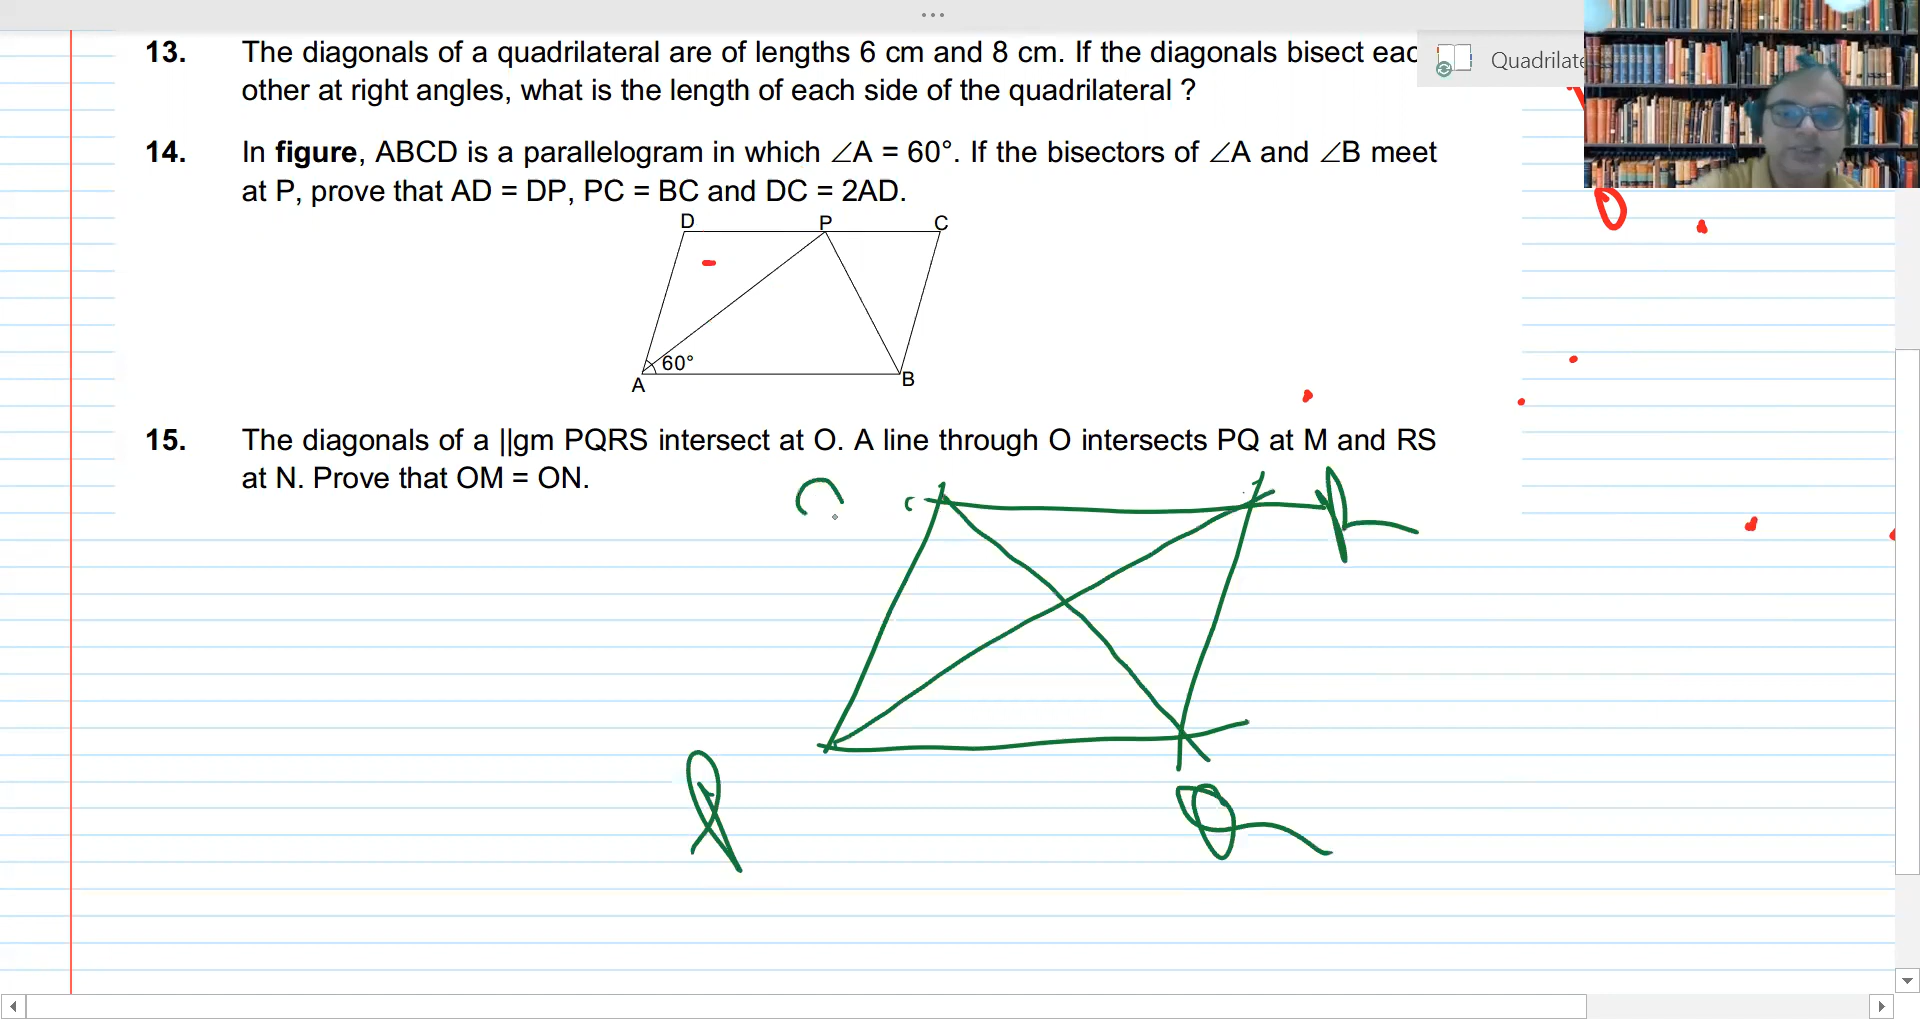 ...
13. The diagonals of a quadrilateral are of lengths 6 cm and 8 cm. If the diagonals bisect eac
Quadrilate
other at right angles, what is the length of each side of the quadrilateral ?
14. In figure, ABCD is a parallelogram in which ∠A = 60°. If the bisectors of ∠A and ∠B meet
at P, prove that AD = DP, PC = BC and DC = 2AD.
D P C
60°
A B
15. The diagonals of a ||gm PQRS intersect at O. A line through O intersects PQ at M and RS
at N. Prove that OM = ON.
R
P Q